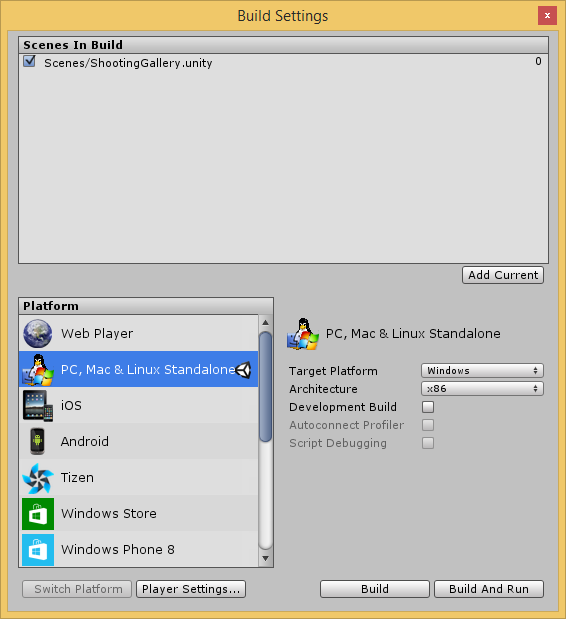 Build Settings
x
Scenes In Build
Scenes/ShootingGallery.unity 0
Add Current
Platform
Web Player
PC, Mac & Linux Standalone
iOS
Android
Tizen
Windows Store
Windows Phone 8
PC, Mac & Linux Standalone
Target Platform Windows
Architecture x86
Development Build
Autoconnect Profiler
Script Debugging
Switch Platform
Player Settings...
Build
Build And Run